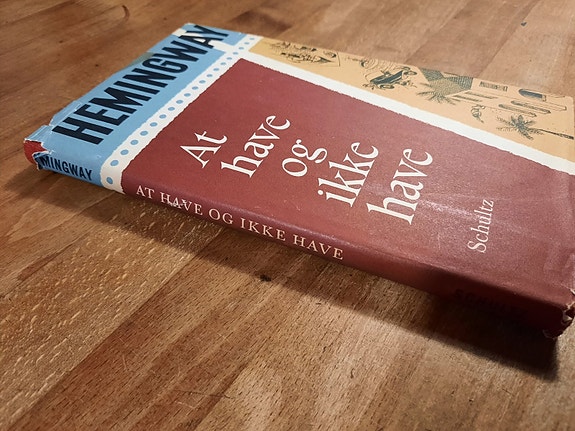 HEMINGWAY
At
have
og
ikke
have
Schultz
MINGWAY
AT HAVE OG IKKE HAVE